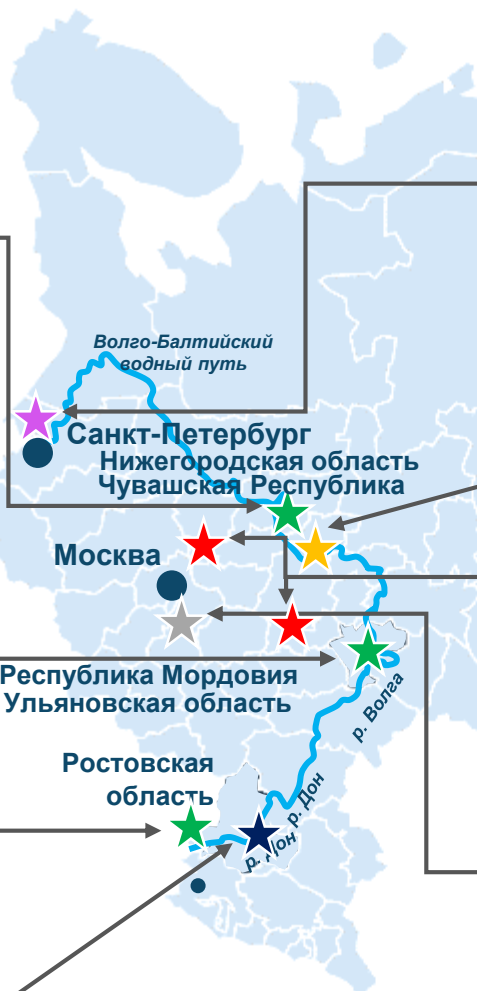 Волго-Балтийский
водный путь
Санкт-Петербург
Нижегородская область
Чувашская Республика
Москва
Республика Мордовия
Ульяновская область
р. Волга
Ростовская
область
р. Дон
р. Дон